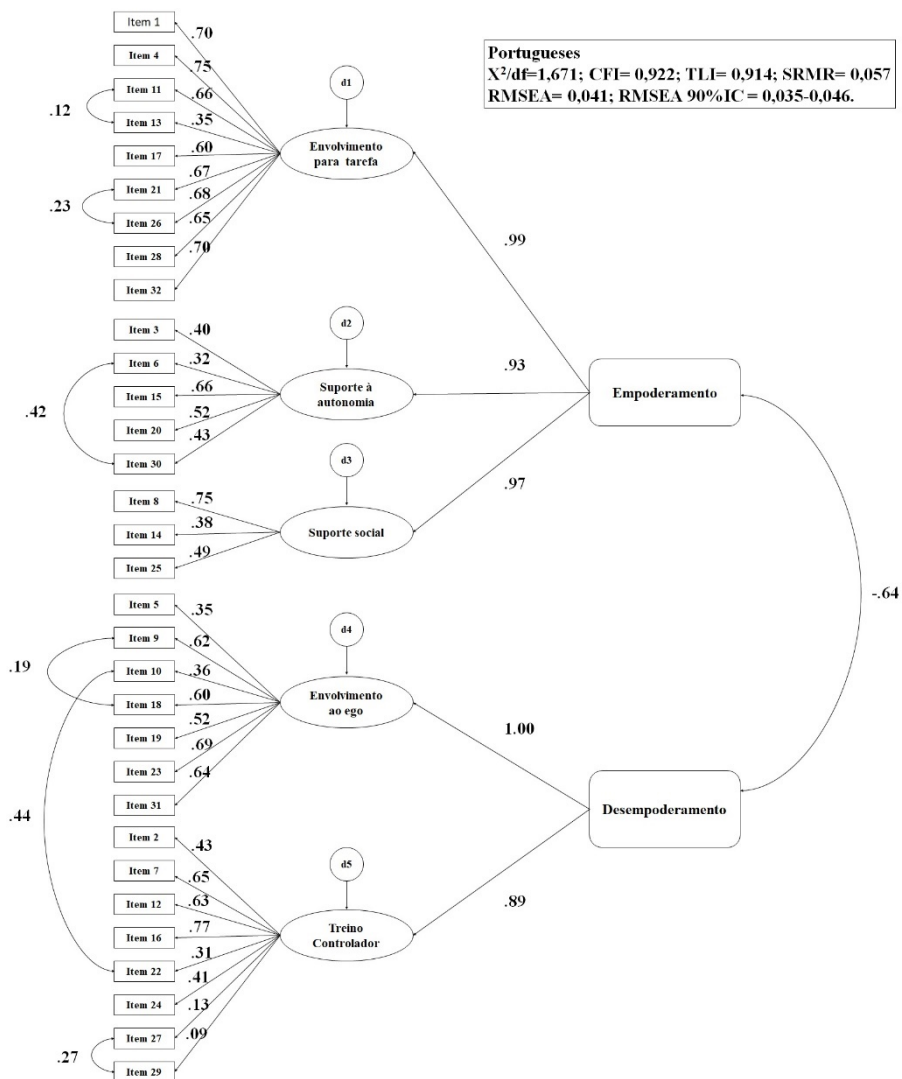 Portugueses
X²/df=1,671; CFI= 0,922; TLI= 0,914; SRMR= 0,057
RMSEA= 0,041; RMSEA 90%IC = 0,035-0,046.
Item 1
.70
Item 4
.75
Item 11
.66
.12
Item 13
.35
Item 17
.60
Item 21
.67
.23
Item 26
.68
Item 28
.65
Item 32
.70
d1
Envolvimento
para tarefa
.99
Item 3
.40
Item 6
.32
Item 15
.66
.42
Item 20
.52
Item 30
.43
d2
Suporte à
autonomia
.93
Empoderamento
Item 8
.75
Item 14
.38
Item 25
.49
d3
Suporte social
.97
-.64
Item 5
.35
Item 9
.62
.19
Item 10
.36
Item 18
.60
Item 19
.52
Item 23
.69
Item 31
.64
d4
Envolvimento
ao ego
1.00
Desempoderamento
.44
Item 2
.43
Item 7
.65
Item 12
.63
Item 16
.77
Item 22
.31
Item 24
.41
Item 27
.13
.27
Item 29
.09
d5
Treino
Controlador
.89